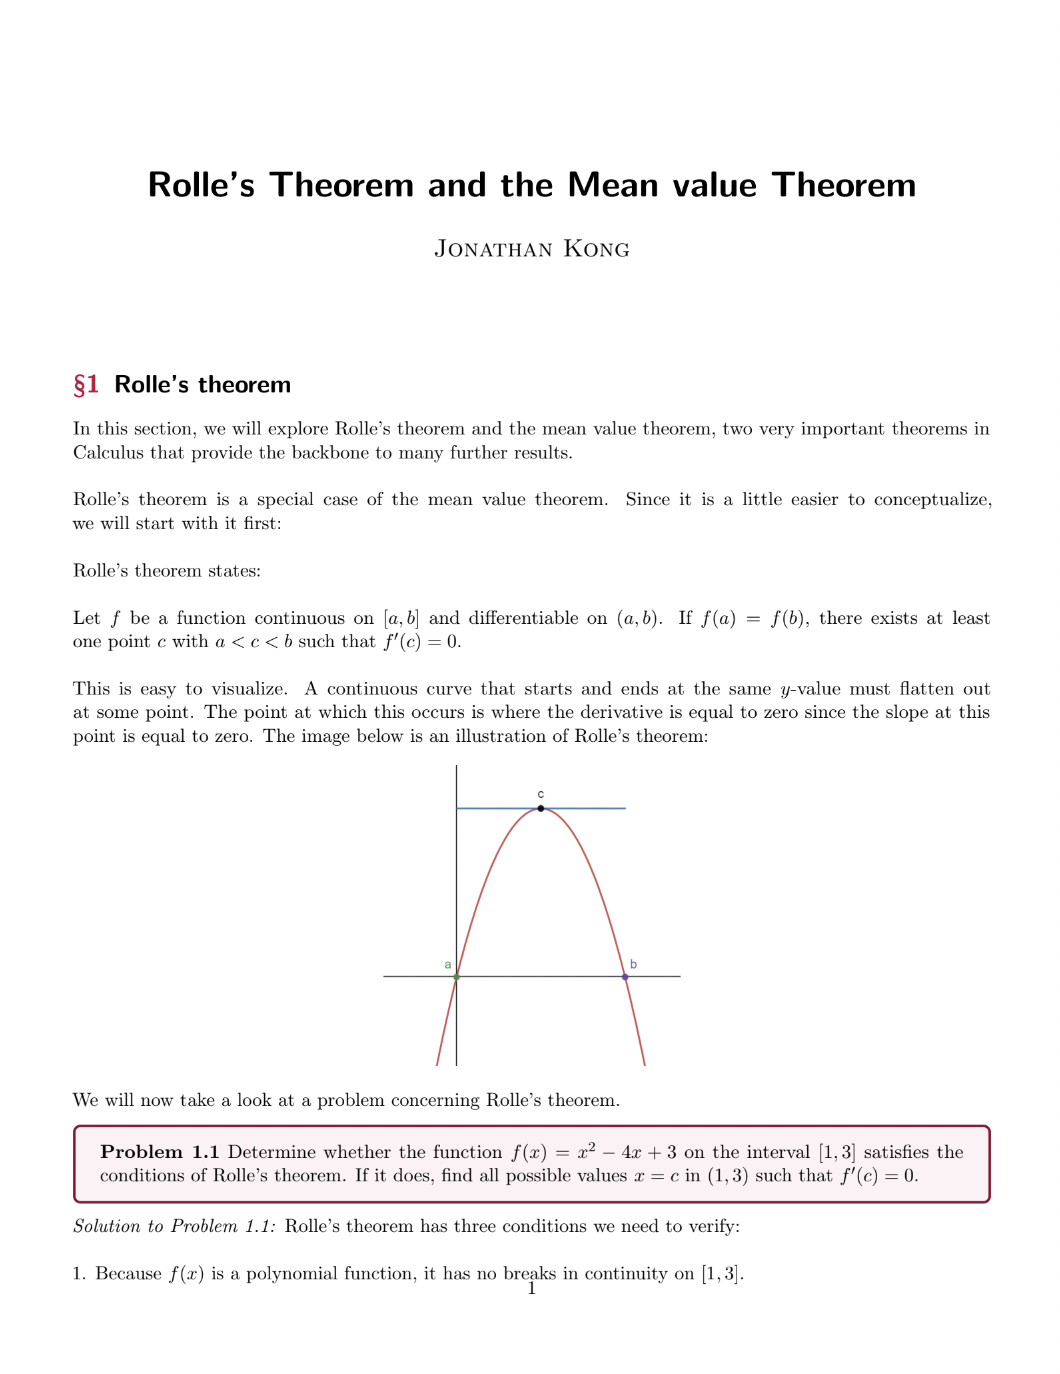 Rolle's Theorem and the Mean value Theorem
Jonathan Kong
§1 Rolle's theorem
In this section, we will explore Rolle's theorem and the mean value theorem, two very important theorems in
Calculus that provide the backbone to many further results.
Rolle's theorem is a special case of the mean value theorem. Since it is a little easier to conceptualize,
we will start with it first:
Rolle's theorem states:
Let f be a function continuous on [a, b] and differentiable on (a, b). If f(a) = f(b), there exists at least
one point c with a < c < b such that f′(c) = 0.
This is easy to visualize. A continuous curve that starts and ends at the same y-value must flatten out
at some point. The point at which this occurs is where the derivative is equal to zero since the slope at this
point is equal to zero. The image below is an illustration of Rolle's theorem:
c
a
b
We will now take a look at a problem concerning Rolle's theorem.
Problem 1.1 Determine whether the function f(x) = x² − 4x + 3 on the interval [1, 3] satisfies the
conditions of Rolle's theorem. If it does, find all possible values x = c in (1, 3) such that f′(c) = 0.
Solution to Problem 1.1: Rolle's theorem has three conditions we need to verify:
1. Because f(x) is a polynomial function, it has no breaks in continuity on [1, 3].
1